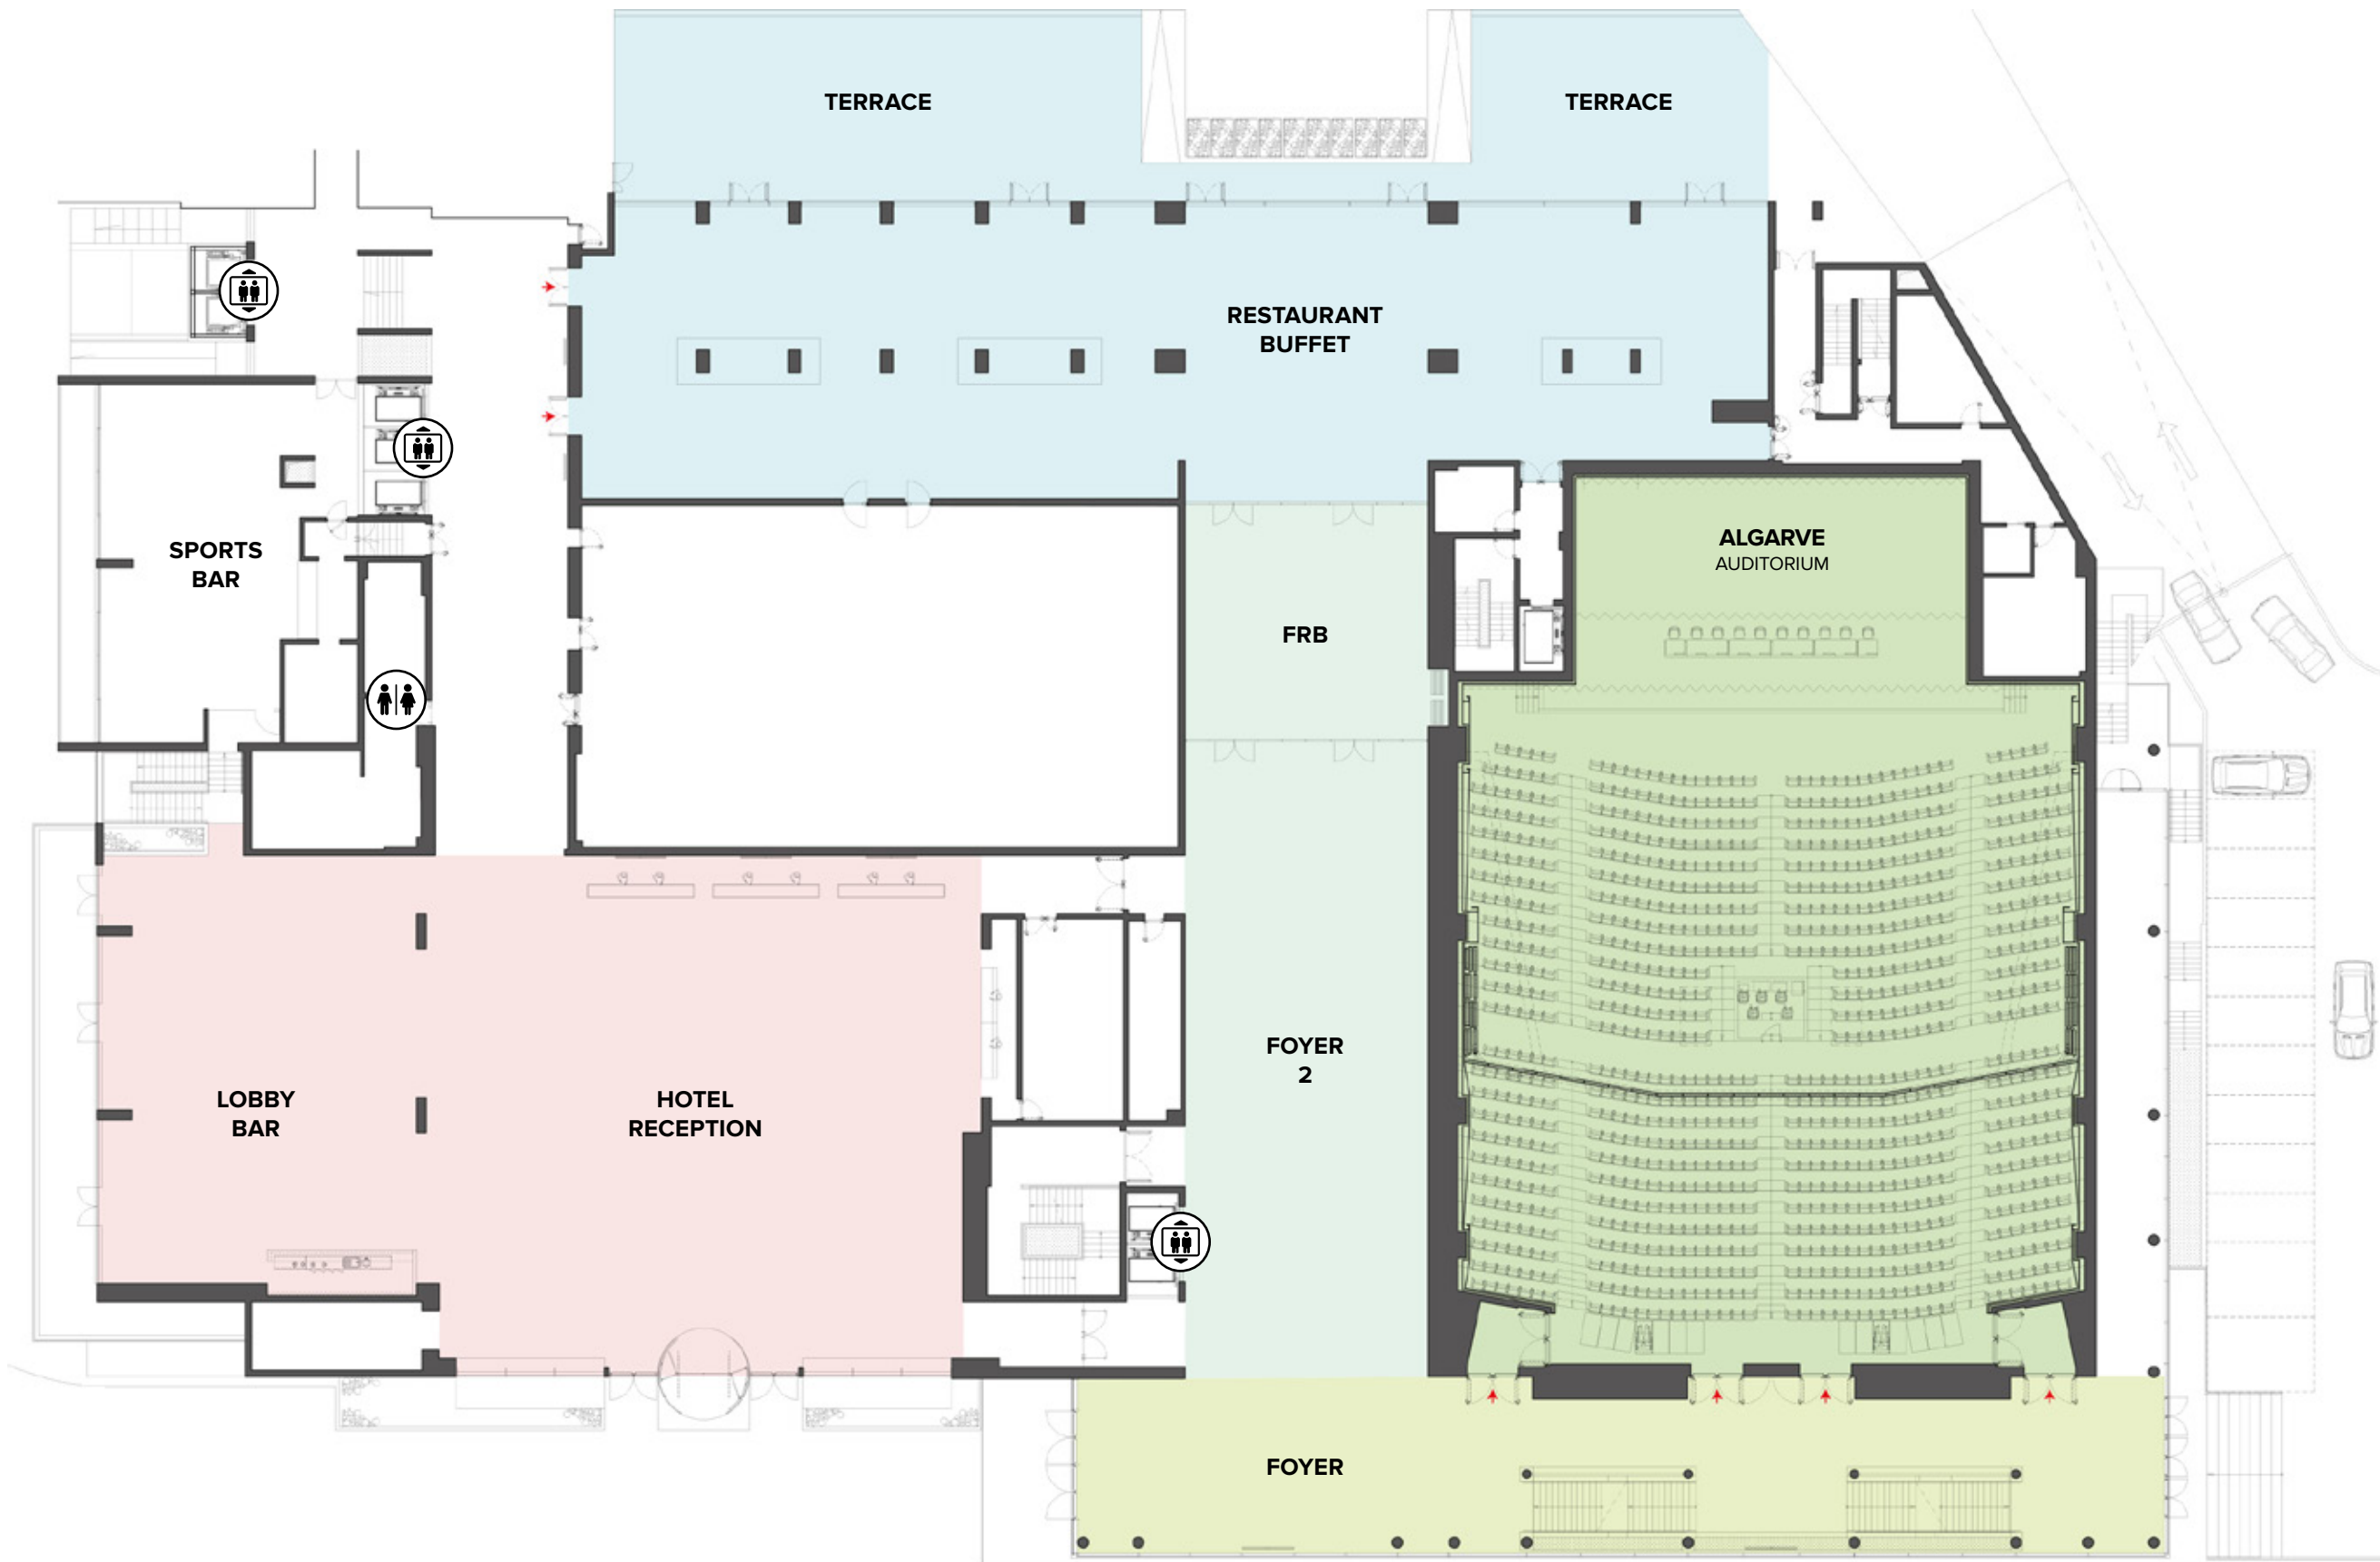 TERRACE
TERRACE
RESTAURANT
BUFFET
SPORTS
BAR
ALGARVE
AUDITORIUM
FRB
FOYER
2
LOBBY
BAR
HOTEL
RECEPTION
FOYER